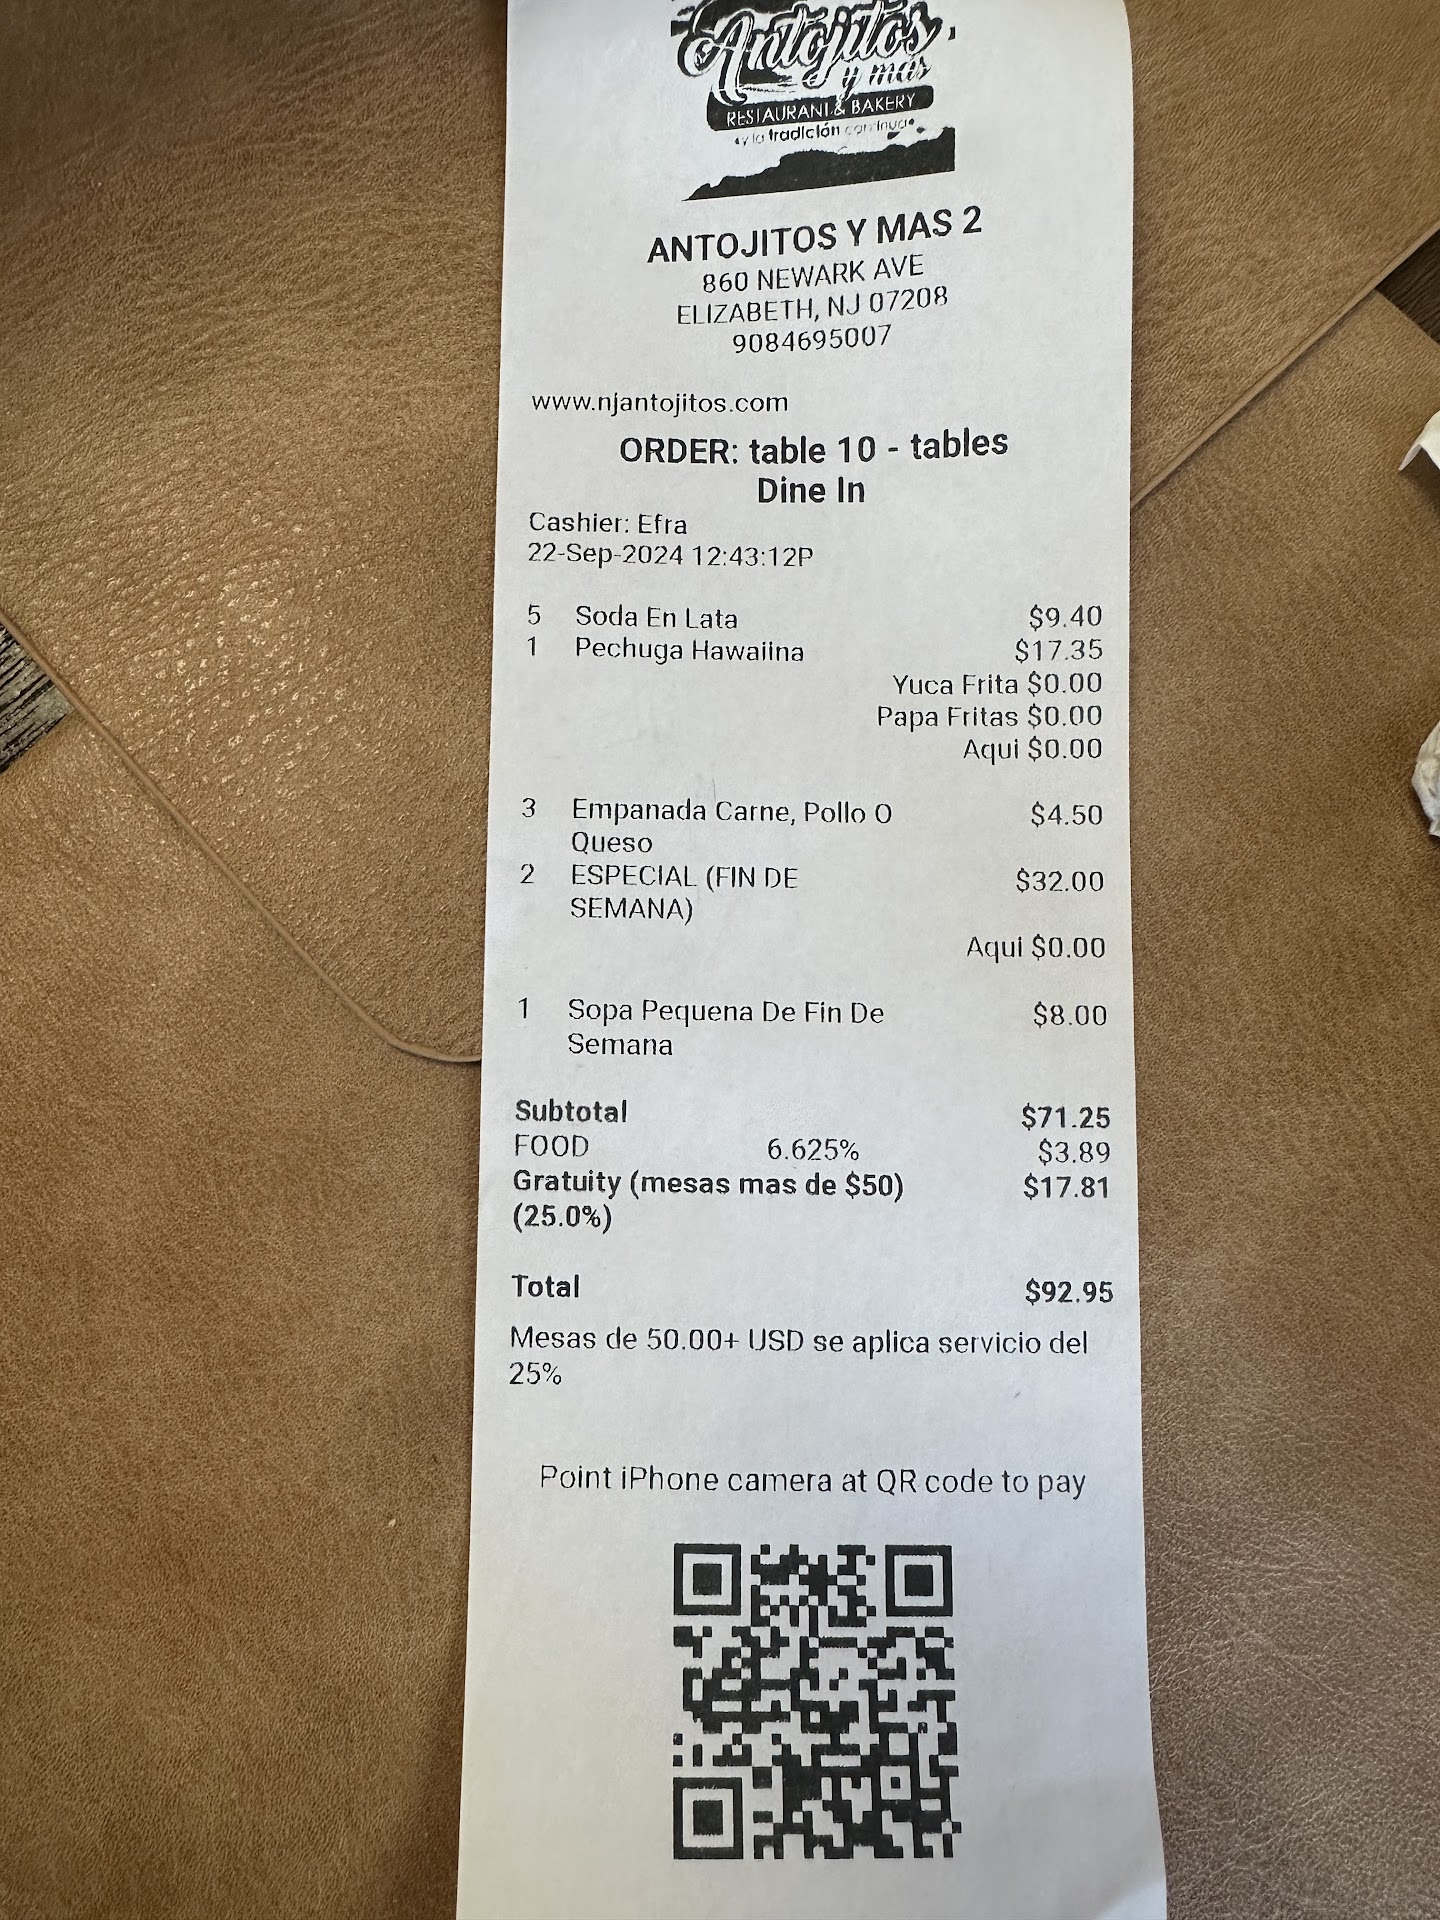 Antojitos
y más
RESTAURANT & BAKERY
y la tradición continua
ANTOJITOS Y MAS 2
860 NEWARK AVE
ELIZABETH, NJ 07208
9084695007
www.njantojitos.com
ORDER: table 10 - tables
Dine In
Cashier: Efra
22-Sep-2024 12:43:12P
5 Soda En Lata $9.40
1 Pechuga Hawaiina $17.35
Yuca Frita $0.00
Papa Fritas $0.00
Aqui $0.00
3 Empanada Carne, Pollo O $4.50
Queso
2 ESPECIAL (FIN DE $32.00
SEMANA)
Aqui $0.00
1 Sopa Pequena De Fin De $8.00
Semana
Subtotal $71.25
FOOD 6.625% $3.89
Gratuity (mesas mas de $50) $17.81
(25.0%)
Total $92.95
Mesas de 50.00+ USD se aplica servicio del
25%
Point iPhone camera at QR code to pay